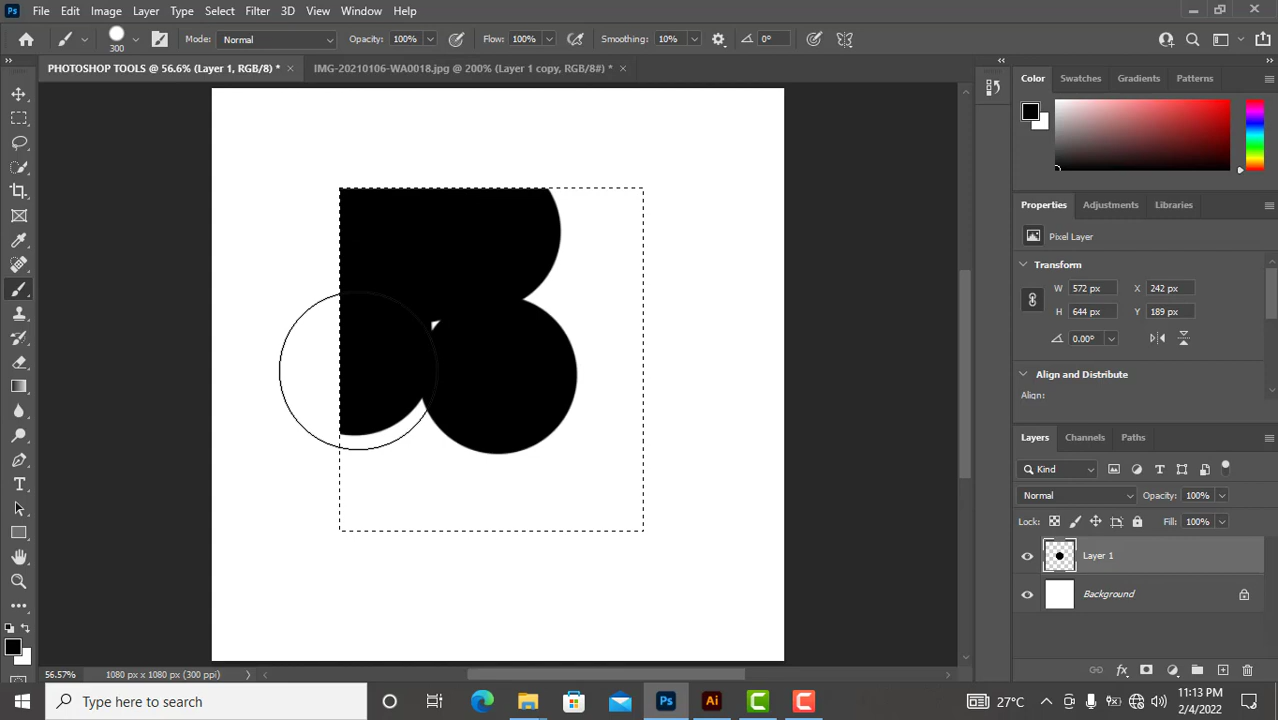 Ps File Edit Image Layer Type Select Filter 3D View Window Help
300 Mode: Normal Opacity: 100% Flow: 100% Smoothing: 10% 0°
PHOTOSHOP TOOLS @ 56.6% (Layer 1, RGB/8) * × IMG-20210106-WA0018.jpg @ 200% (Layer 1 copy, RGB/8#) * ×
Color Swatches Gradients Patterns
Properties Adjustments Libraries
Pixel Layer
Transform
W 572 px X 242 px
H 644 px Y 189 px
0.00°
Align and Distribute
Align:
Layers Channels Paths
Kind
Normal Opacity: 100%
Lock: Fill: 100%
Layer 1
Background
56.57% 1080 px x 1080 px (300 ppi)
Type here to search Ps Ai 27°C 11:13 PM
2/4/2022